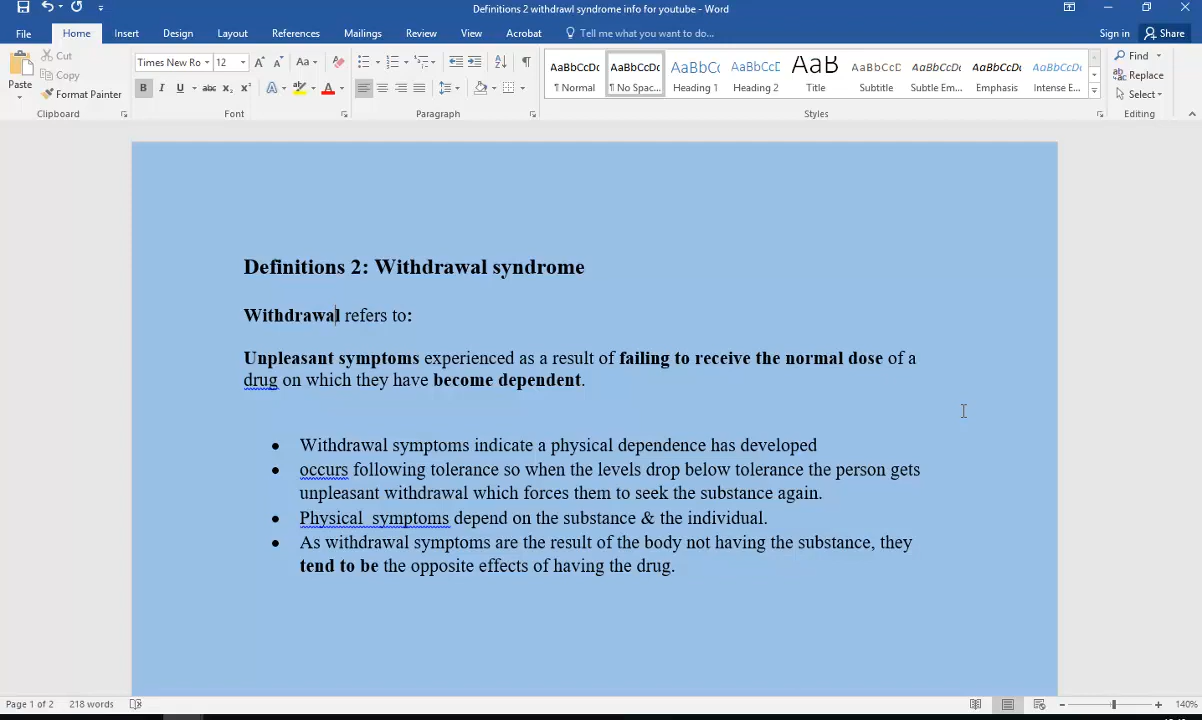 Definitions 2 withdrawl syndrome info for youtube - Word
File Home Insert Design Layout References Mailings Review View Acrobat Tell me what you want to do... Sign in Share
Paste Cut Copy Format Painter
Times New Ro 12 Aa
B I U abc x₂ x² A A
AaBbCcDc AaBbCcDc AaBbCc AaBbCcD AaB AaBbCcD AaBbCcDc AaBbCcDc AaBbCcDc
¶ Normal ¶ No Spac... Heading 1 Heading 2 Title Subtitle Subtle Em... Emphasis Intense E...
Find Replace Select
Clipboard Font Paragraph Styles Editing
Definitions 2: Withdrawal syndrome
Withdrawal refers to:
Unpleasant symptoms experienced as a result of failing to receive the normal dose of a
drug on which they have become dependent.
• Withdrawal symptoms indicate a physical dependence has developed
• occurs following tolerance so when the levels drop below tolerance the person gets
unpleasant withdrawal which forces them to seek the substance again.
• Physical symptoms depend on the substance & the individual.
• As withdrawal symptoms are the result of the body not having the substance, they
tend to be the opposite effects of having the drug.
Page 1 of 2 218 words 140%